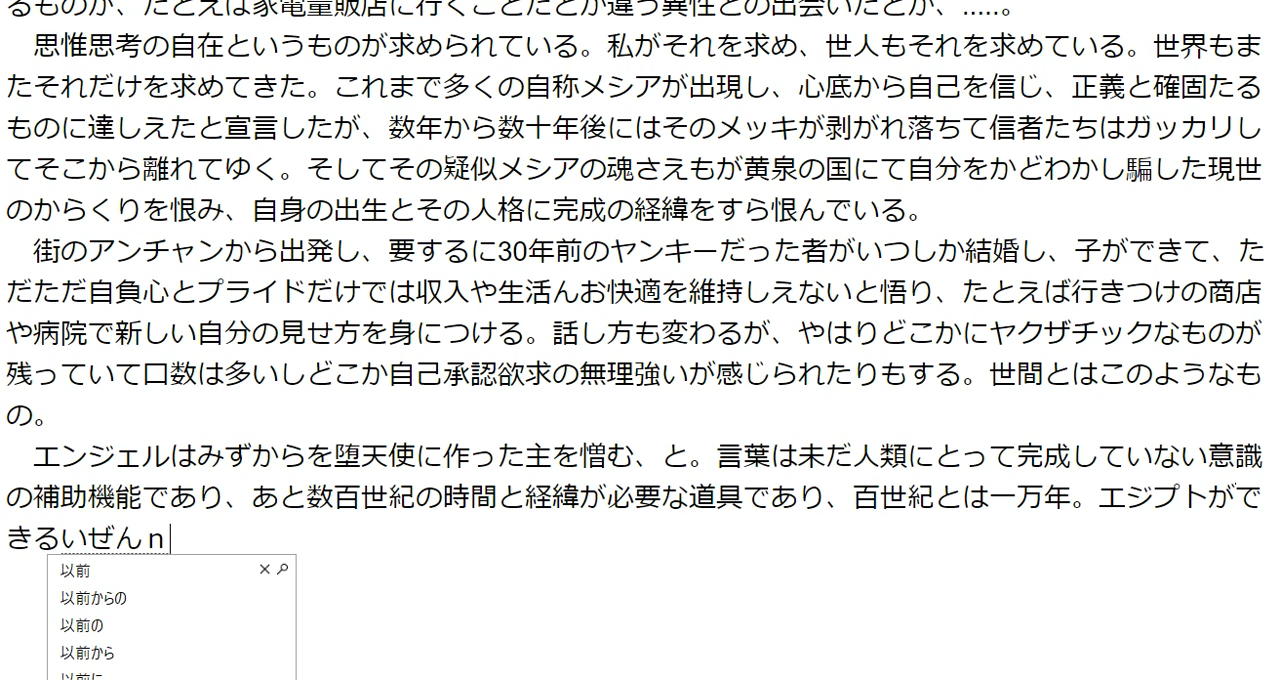 るものが、たとえば家電量販店に行くことだとか違う異性との出会いだとか、.....。
　思惟思考の自在というものが求められている。私がそれを求め、世人もそれを求めている。世界もま
たそれだけを求めてきた。これまで多くの自称メシアが出現し、心底から自己を信じ、正義と確固たる
ものに達しえたと宣言したが、数年から数十年後にはそのメッキが剥がれ落ちて信者たちはガッカリし
てそこから離れてゆく。そしてその疑似メシアの魂さえもが黄泉の国にて自分をかどわかし騙した現世
のからくりを恨み、自身の出生とその人格に完成の経緯をすら恨んでいる。
　街のアンチャンから出発し、要するに30年前のヤンキーだった者がいつしか結婚し、子ができて、た
だただ自負心とプライドだけでは収入や生活んお快適を維持しえないと悟り、たとえば行きつけの商店
や病院で新しい自分の見せ方を身につける。話し方も変わるが、やはりどこかにヤクザチックなものが
残っていて口数は多いしどこか自己承認欲求の無理強いが感じられたりもする。世間とはこのようなも
の。
　エンジェルはみずからを堕天使に作った主を憎む、と。言葉は未だ人類にとって完成していない意識
の補助機能であり、あと数百世紀の時間と経緯が必要な道具であり、百世紀とは一万年。エジプトがで
きるいぜんｎ
以前
以前からの
以前の
以前から
以前に